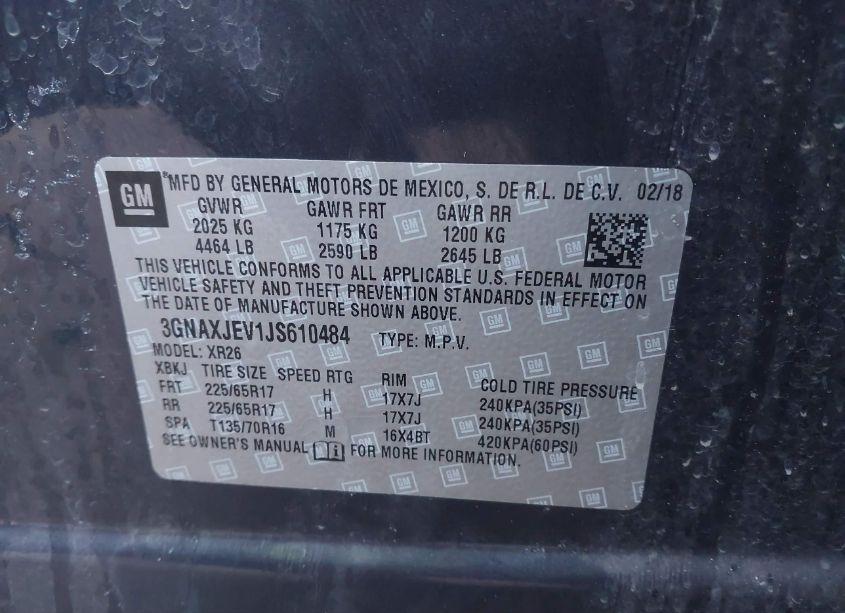 GM
®MFD BY GENERAL MOTORS DE MEXICO, S. DE R.L. DE C.V. 02/18
GVWR GAWR FRT GAWR RR
2025 KG 1175 KG 1200 KG
4464 LB 2590 LB 2645 LB
THIS VEHICLE CONFORMS TO ALL APPLICABLE U.S. FEDERAL MOTOR
VEHICLE SAFETY AND THEFT PREVENTION STANDARDS IN EFFECT ON
THE DATE OF MANUFACTURE SHOWN ABOVE.
3GNAXJEV1JS610484 TYPE: M.P.V.
MODEL: XR26
XBKJ TIRE SIZE SPEED RTG RIM COLD TIRE PRESSURE
FRT 225/65R17 H 17X7J 240KPA(35PSI)
RR 225/65R17 H 17X7J 240KPA(35PSI)
SPA T135/70R16 M 16X4BT 420KPA(60PSI)
SEE OWNER'S MANUAL FOR MORE INFORMATION.